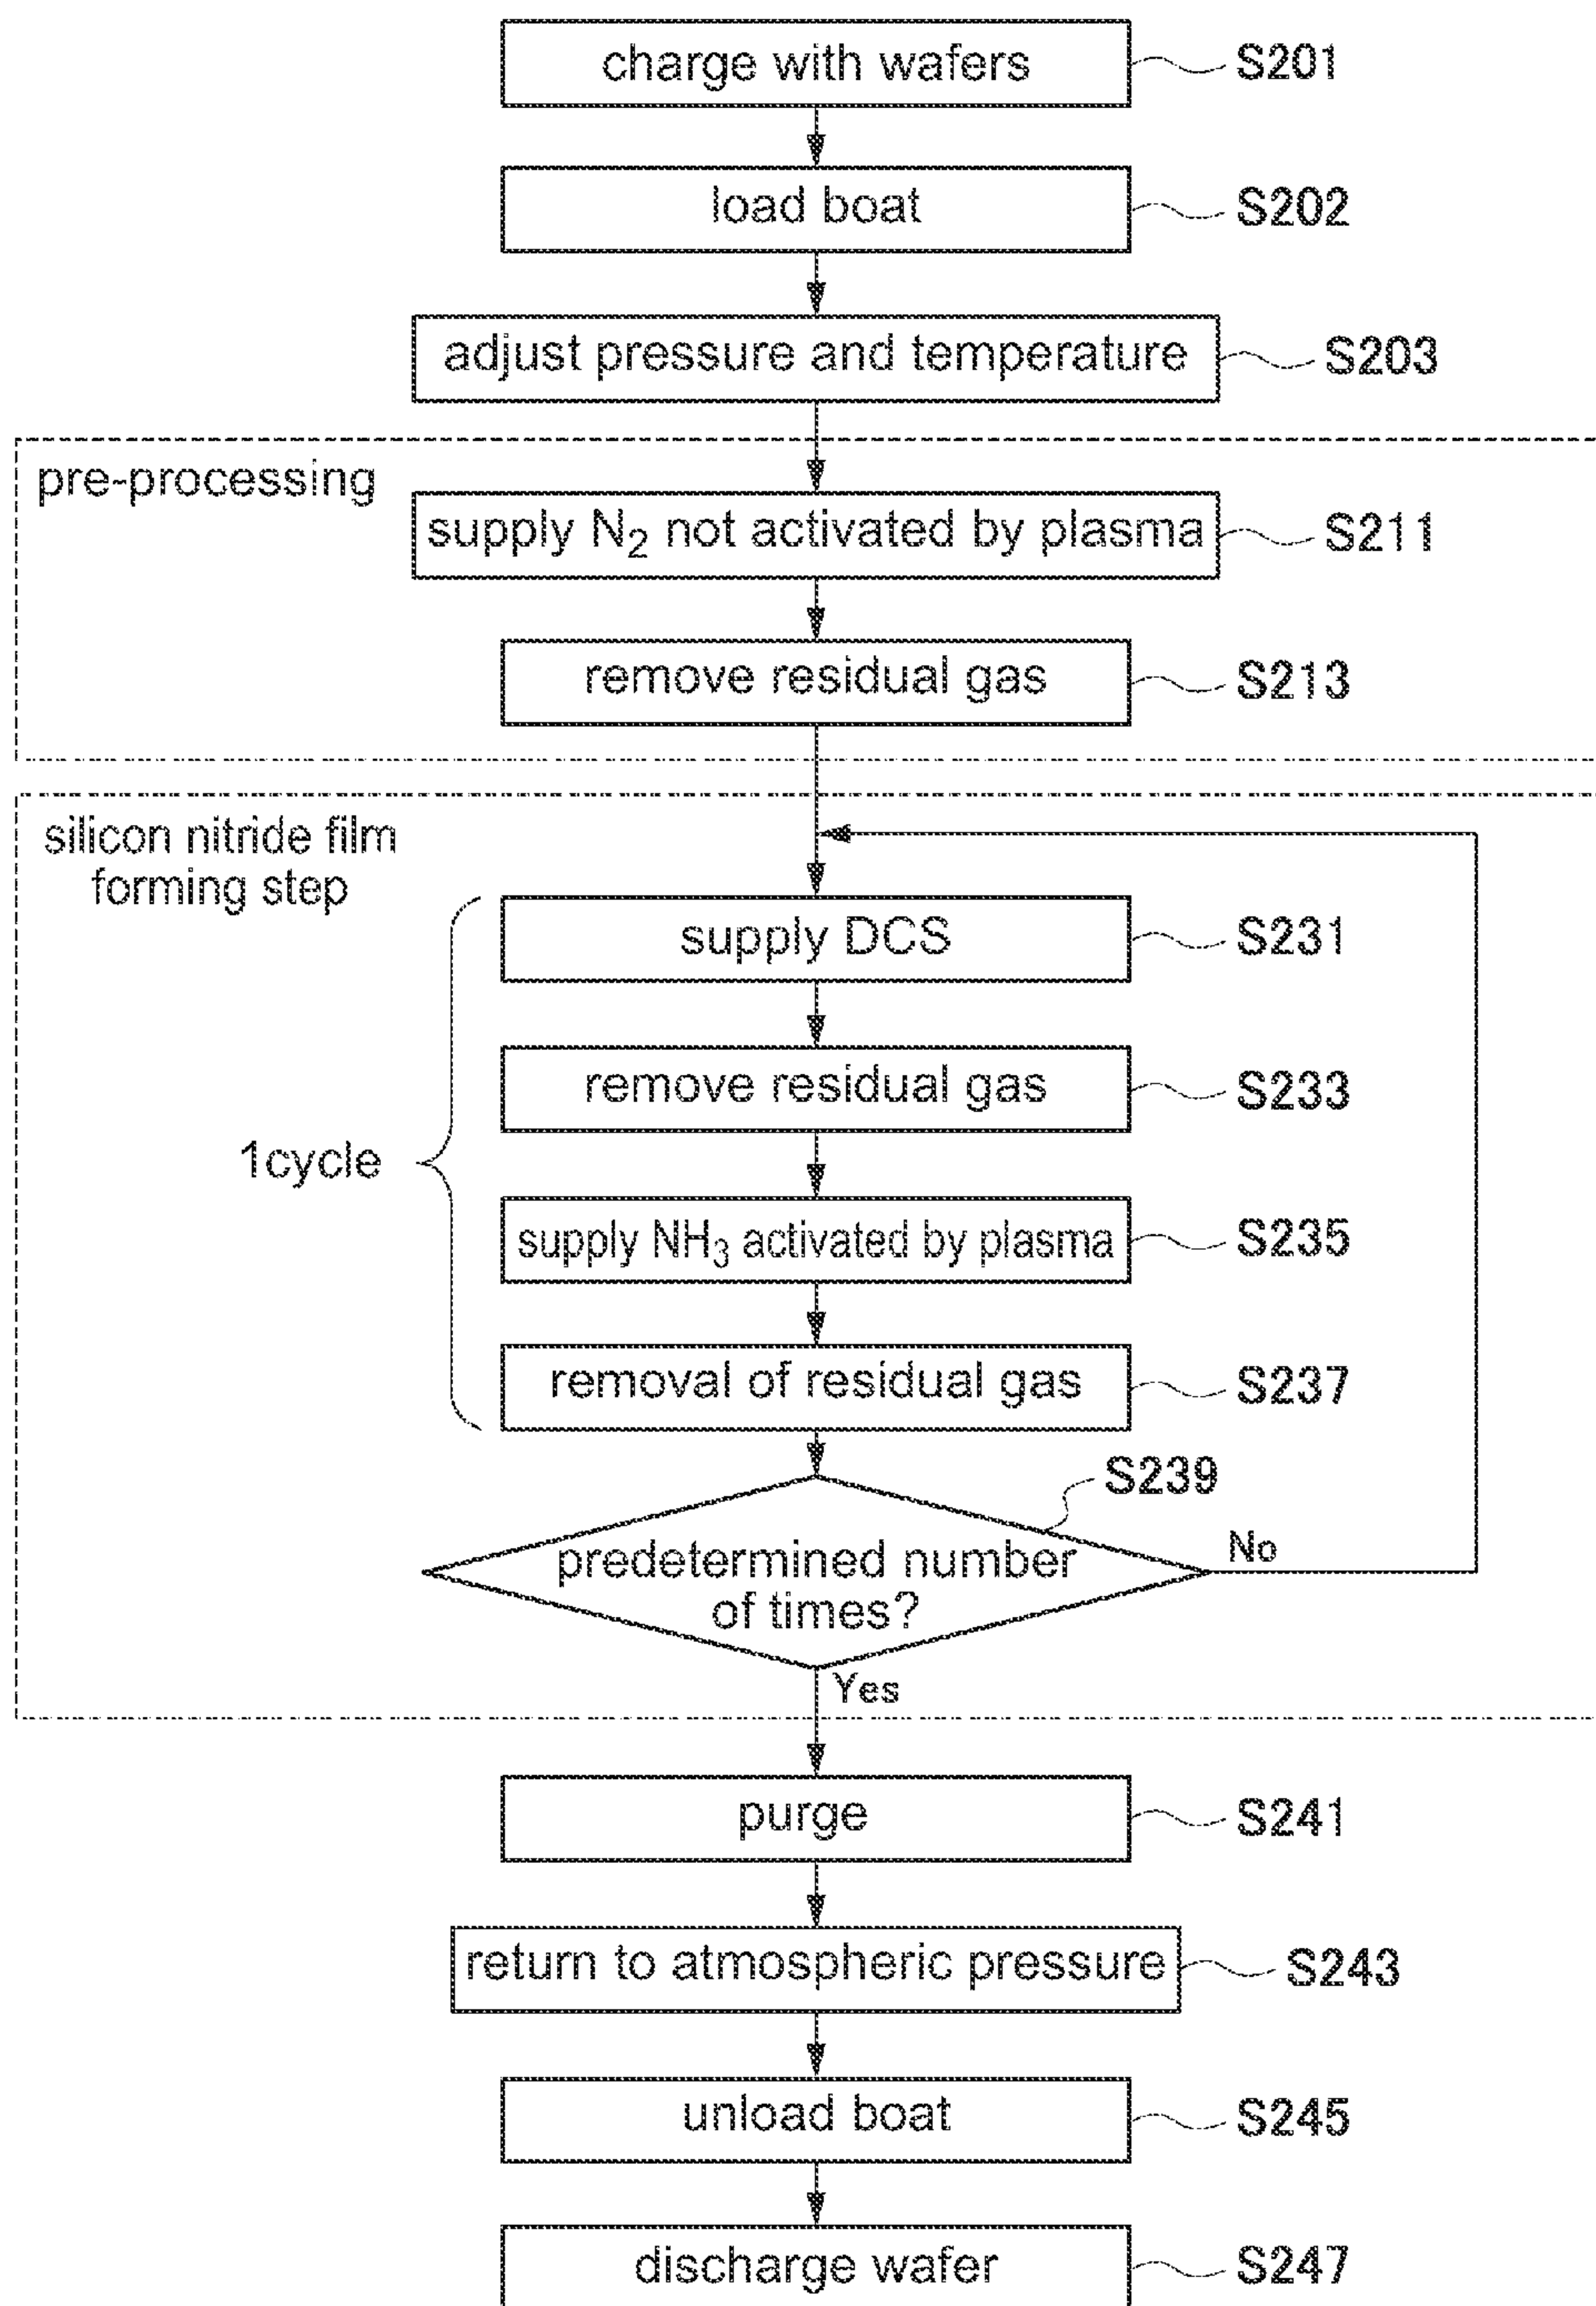 charge with wafers S201
load boat S202
adjust pressure and temperature S203
pre-processing
supply N2 not activated by plasma S211
remove residual gas S213
silicon nitride film
forming step
supply DCS S231
remove residual gas S233
1cycle
supply NH3 activated by plasma S235
removal of residual gas S237
S239
predetermined number
of times?
No
Yes
purge S241
return to atmospheric pressure S243
unload boat S245
discharge wafer S247